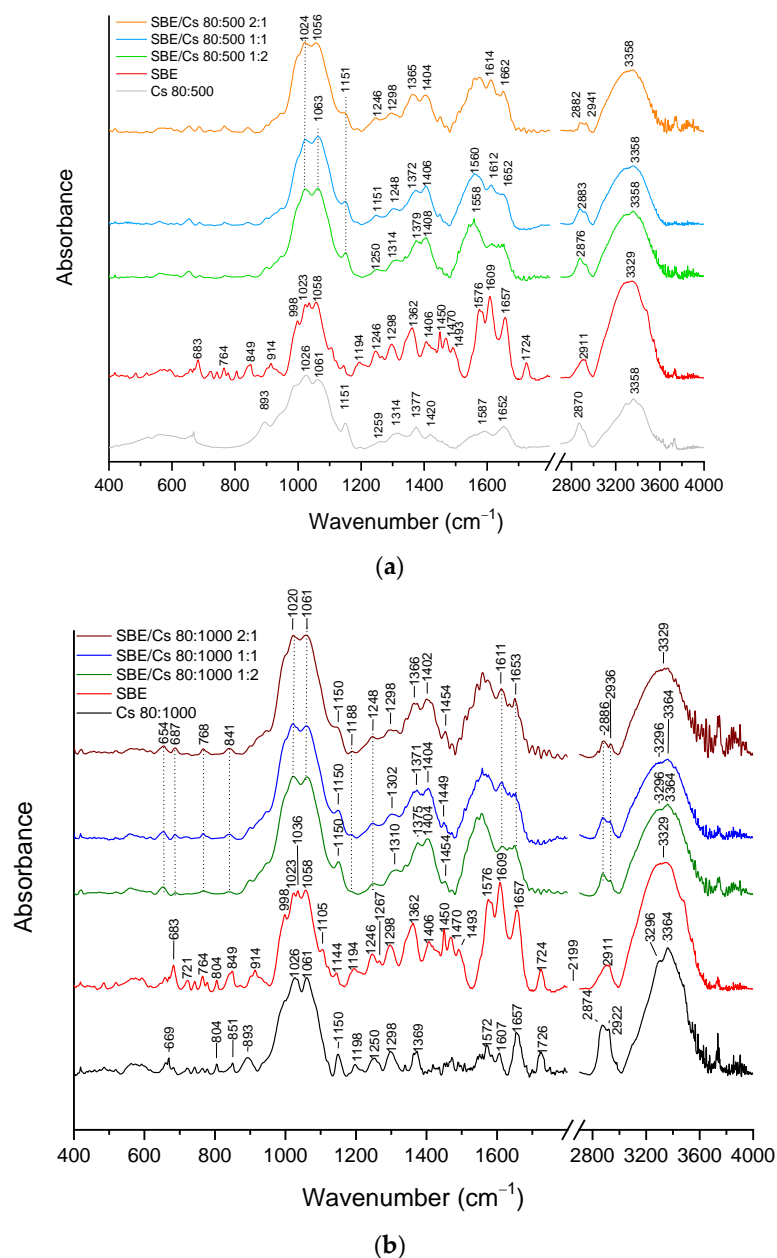 SBE/Cs 80:500 2:1
SBE/Cs 80:500 1:1
SBE/Cs 80:500 1:2
SBE
Cs 80:500
1024 1056 1151 1246 1298 1365 1404 1614 1662 2882 2941 3358
1063 1151 1248 1372 1406 1560 1612 1652 2883 3358
1250 1314 1379 1408 1558 2876 3358
683 764 849 914 998 1023 1058 1194 1246 1298 1362 1406 1450 1470 1493 1576 1609 1657 1724 2911 3329
893 1026 1061 1151 1259 1314 1377 1420 1587 1652 2870 3358
Absorbance
400 600 800 1000 1200 1400 1600 2800 3200 3600 4000
Wavenumber (cm⁻¹)
(a)
SBE/Cs 80:1000 2:1
SBE/Cs 80:1000 1:1
SBE/Cs 80:1000 1:2
SBE
Cs 80:1000
654 687 768 841 1020 1061 1150 1188 1248 1298 1366 1402 1454 1611 1653 2886 2936 3329
1150 1302 1371 1404 1449 3296 3364
1150 1310 1375 1404 1454 3296 3364
683 721 764 804 849 914 998 1023 1036 1058 1105 1144 1194 1246 1267 1298 1362 1406 1450 1470 1493 1576 1609 1657 1724 2199 2911 3329
669 804 851 893 1026 1061 1150 1198 1250 1298 1369 1572 1607 1657 1726 2874 2922 3296 3364
Absorbance
400 600 800 1000 1200 1400 1600 2800 3200 3600 4000
Wavenumber (cm⁻¹)
(b)